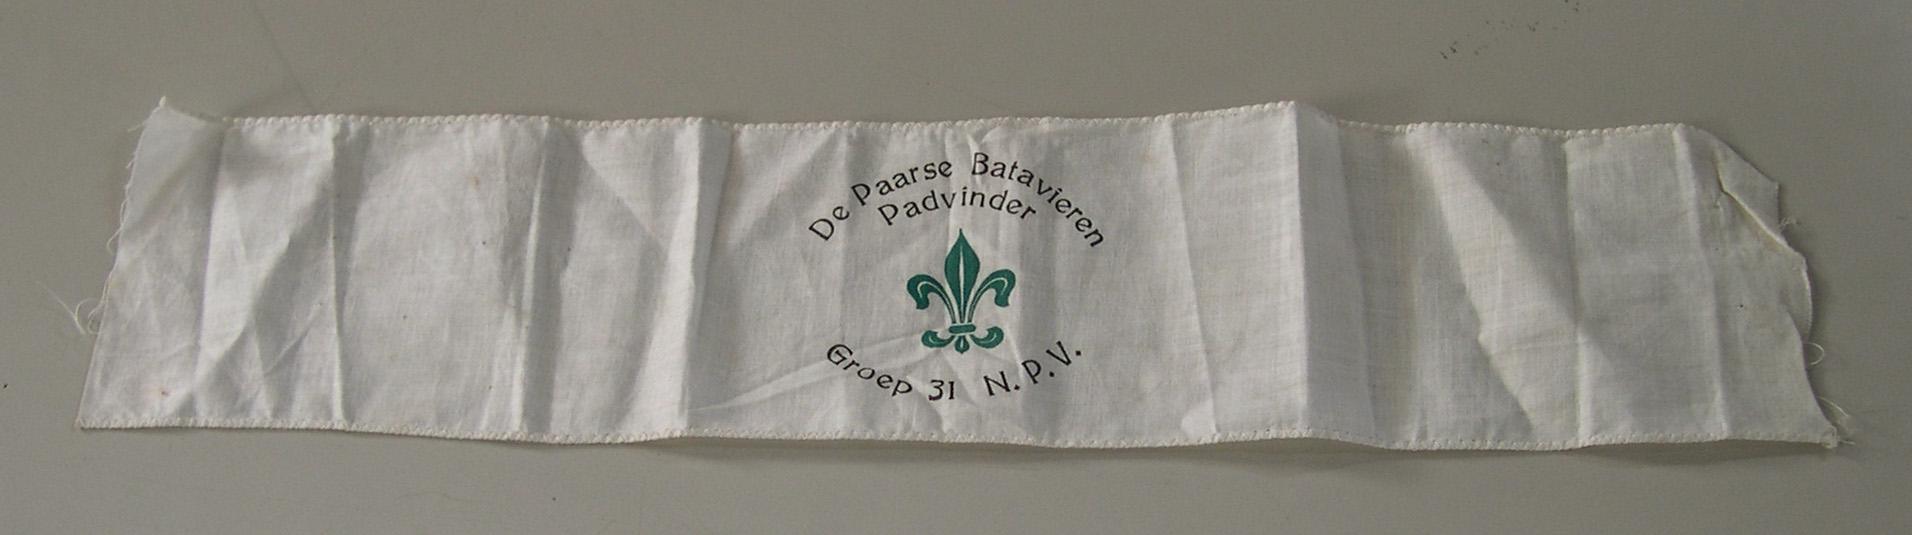 De Paarse Batavieren
Padvinder
Groep 31 N.P.V.